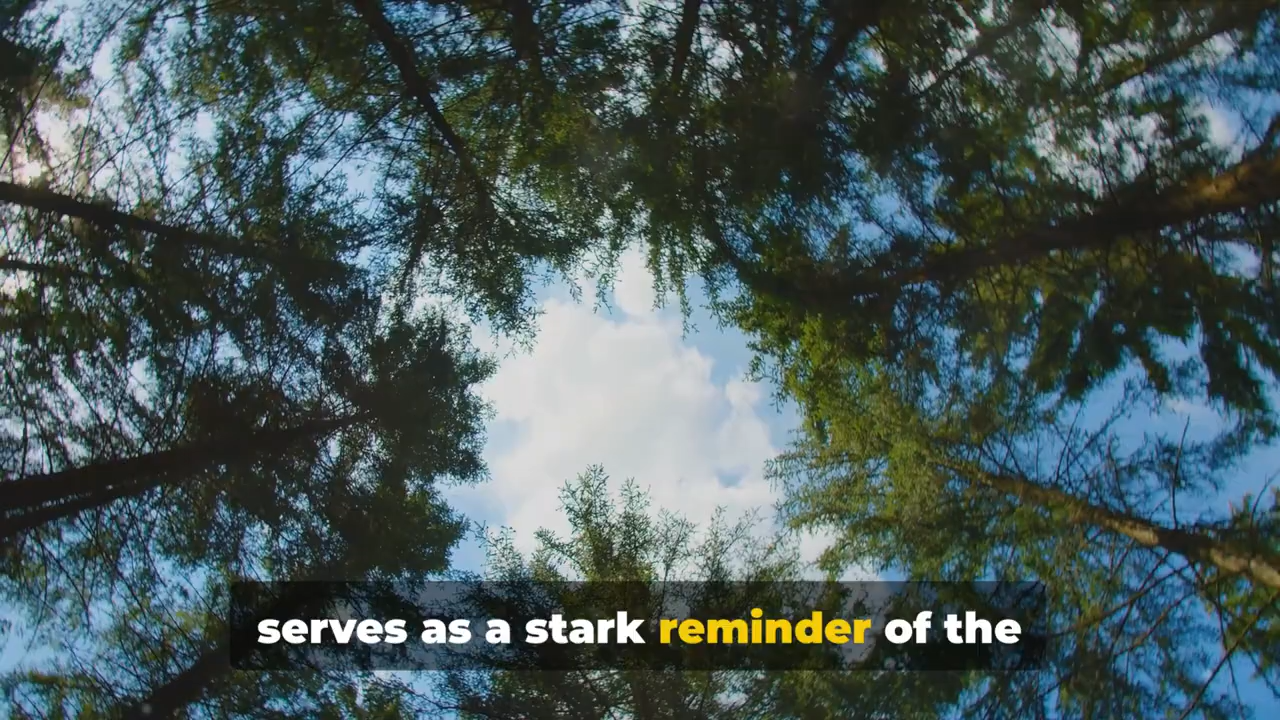 serves as a stark reminder of the